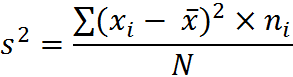 s² = ∑(xᵢ − x̄)² × nᵢ / N